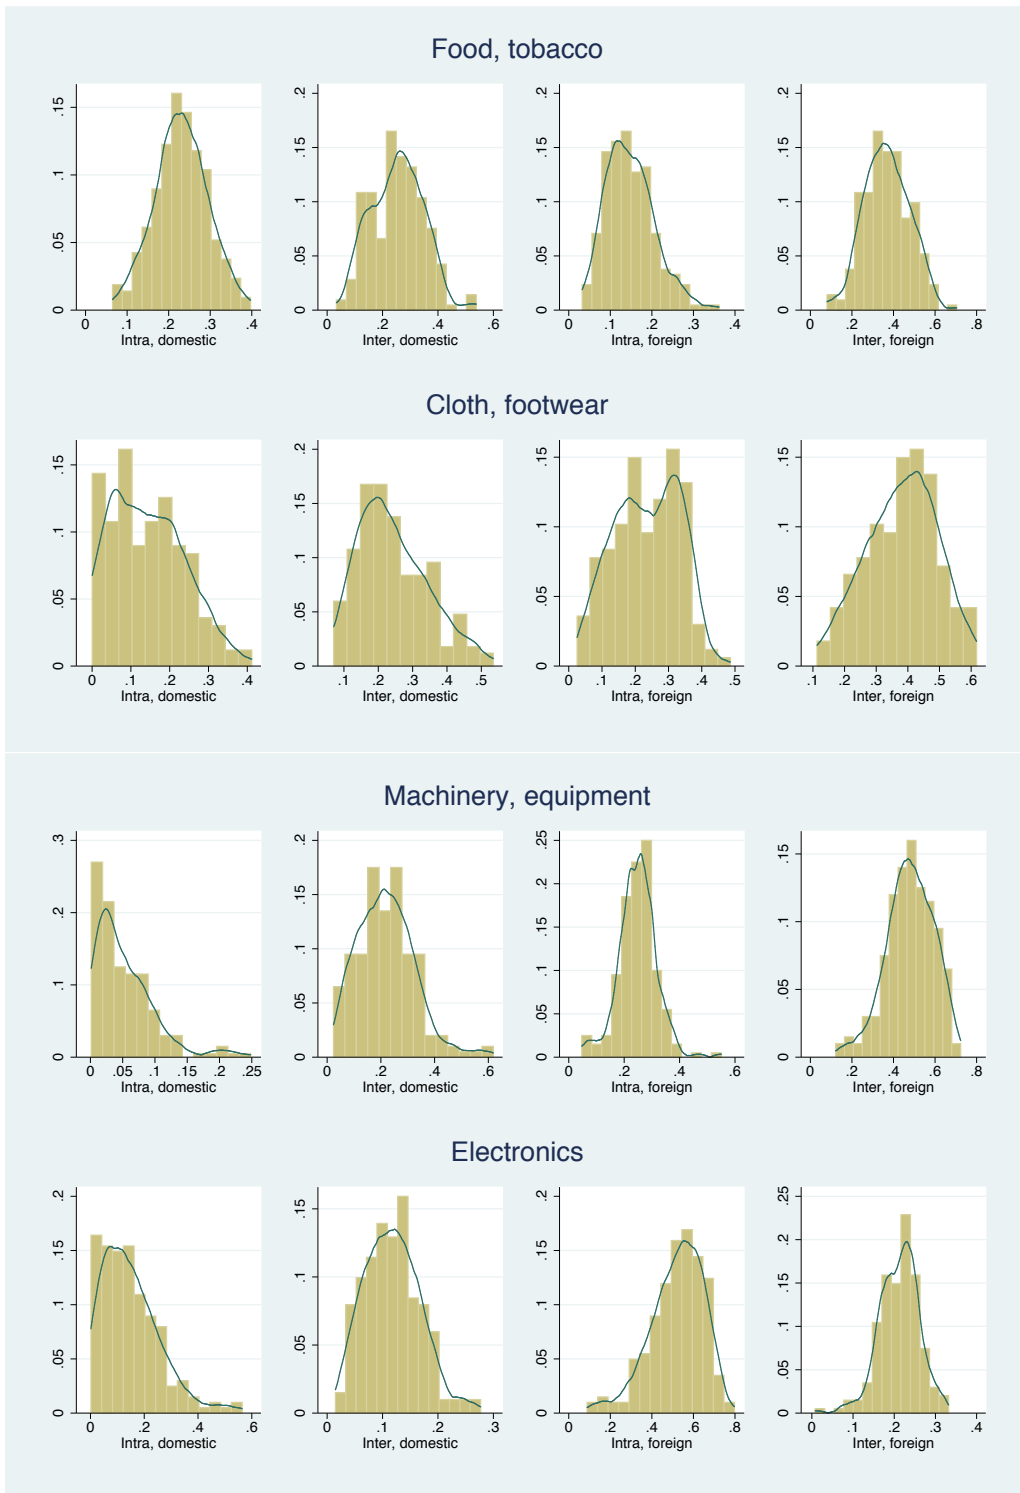 Food, tobacco
0 .05 .1 .15
0 .1 .2 .3 .4
Intra, domestic
0 .05 .1 .15 .2
0 .2 .4 .6
Inter, domestic
0 .05 .1 .15 .2
0 .1 .2 .3 .4
Intra, foreign
0 .05 .1 .15 .2
0 .2 .4 .6 .8
Inter, foreign
Cloth, footwear
0 .05 .1 .15
0 .1 .2 .3 .4
Intra, domestic
0 .05 .1 .15 .2
.1 .2 .3 .4 .5
Inter, domestic
0 .05 .1 .15
0 .1 .2 .3 .4 .5
Intra, foreign
0 .05 .1 .15
.1 .2 .3 .4 .5 .6
Inter, foreign
Machinery, equipment
0 .1 .2 .3
0 .05 .1 .15 .20 .25
Intra, domestic
0 .05 .1 .15 .2
0 .2 .4 .6
Inter, domestic
0 .05 .1 .15 .2 .25
0 .2 .4 .6
Intra, foreign
0 .05 .1 .15
0 .2 .4 .6 .8
Inter, foreign
Electronics
0 .05 .1 .15 .2
0 .2 .4 .6
Intra, domestic
0 .05 .1 .15
0 .1 .2 .3
Inter, domestic
0 .05 .1 .15 .2
0 .2 .4 .6 .8
Intra, foreign
0 .05 .1 .15 .2 .25
0 .1 .2 .3 .4
Inter, foreign